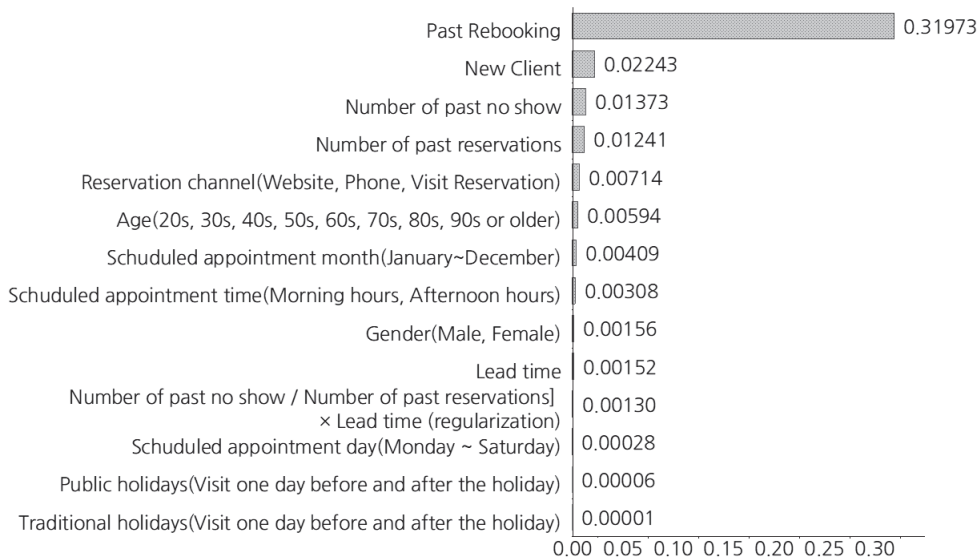 Past Rebooking 0.31973
New Client 0.02243
Number of past no show 0.01373
Number of past reservations 0.01241
Reservation channel(Website, Phone, Visit Reservation) 0.00714
Age(20s, 30s, 40s, 50s, 60s, 70s, 80s, 90s or older) 0.00594
Schuduled appointment month(January~December) 0.00409
Schuduled appointment time(Morning hours, Afternoon hours) 0.00308
Gender(Male, Female) 0.00156
Lead time 0.00152
Number of past no show / Number of past reservations]
× Lead time (regularization) 0.00130
Schuduled appointment day(Monday ~ Saturday) 0.00028
Public holidays(Visit one day before and after the holiday) 0.00006
Traditional holidays(Visit one day before and after the holiday) 0.00001
0.00 0.05 0.10 0.15 0.20 0.25 0.30